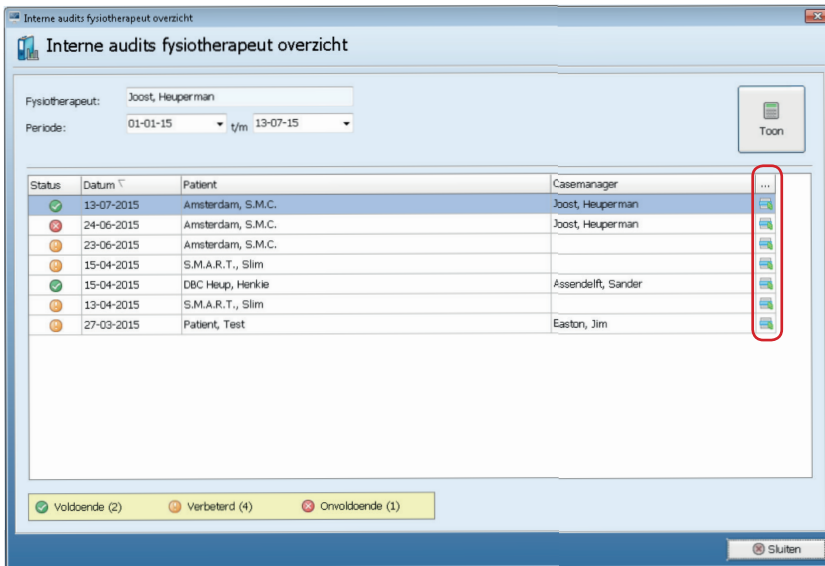 Interne audits fysiotherapeut overzicht
Interne audits fysiotherapeut overzicht
Fysiotherapeut: Joost, Heuperman
Periode: 01-01-15 t/m 13-07-15
Toon
Status Datum Patient Casemanager ...
13-07-2015 Amsterdam, S.M.C. Joost, Heuperman
24-06-2015 Amsterdam, S.M.C. Joost, Heuperman
23-06-2015 Amsterdam, S.M.C.
15-04-2015 S.M.A.R.T., Slim
15-04-2015 DBC Heup, Henkie Assendelft, Sander
13-04-2015 S.M.A.R.T., Slim
27-03-2015 Patient, Test Easton, Jim
Voldoende (2) Verbeterd (4) Onvoldoende (1)
Sluiten